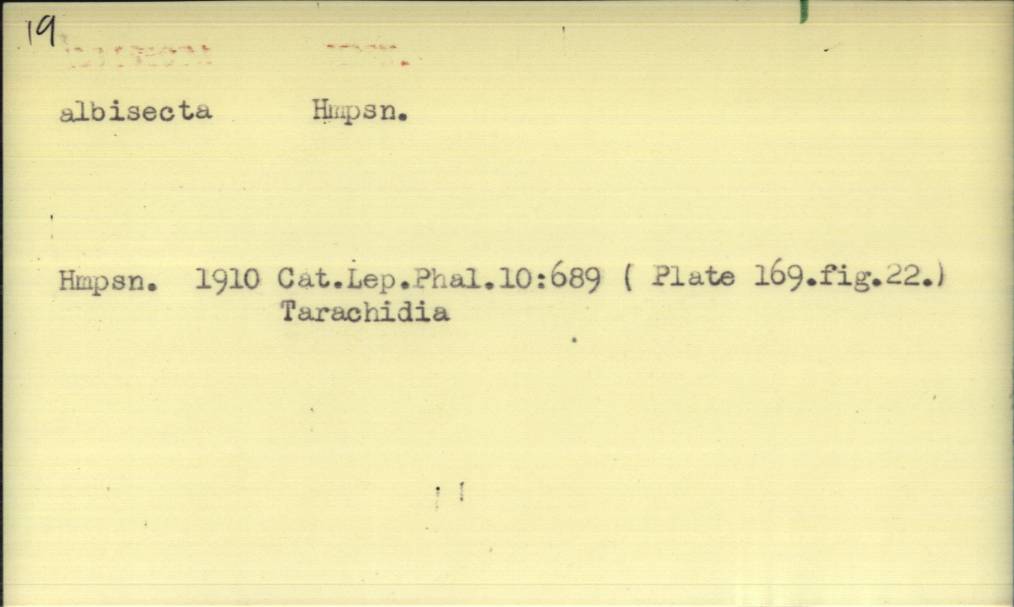 19
albisecta Hmpsn.
Hmpsn. 1910 Cat.Lep.Phal.10:689 ( Plate 169.fig.22.)
Tarachidia